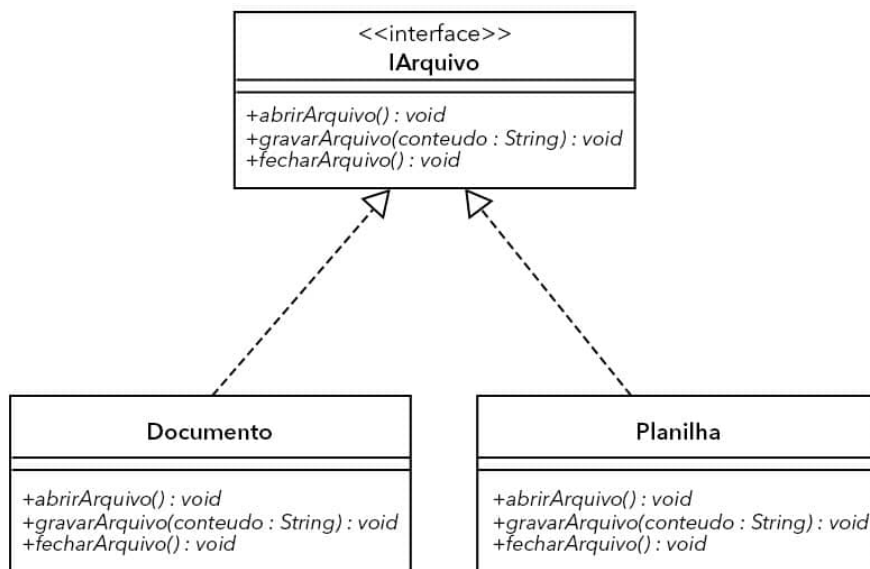 <<interface>>
IArquivo
+abrirArquivo() : void
+gravarArquivo(conteudo : String) : void
+fecharArquivo() : void
Documento
+abrirArquivo() : void
+gravarArquivo(conteudo : String) : void
+fecharArquivo() : void
Planilha
+abrirArquivo() : void
+gravarArquivo(conteudo : String) : void
+fecharArquivo() : void